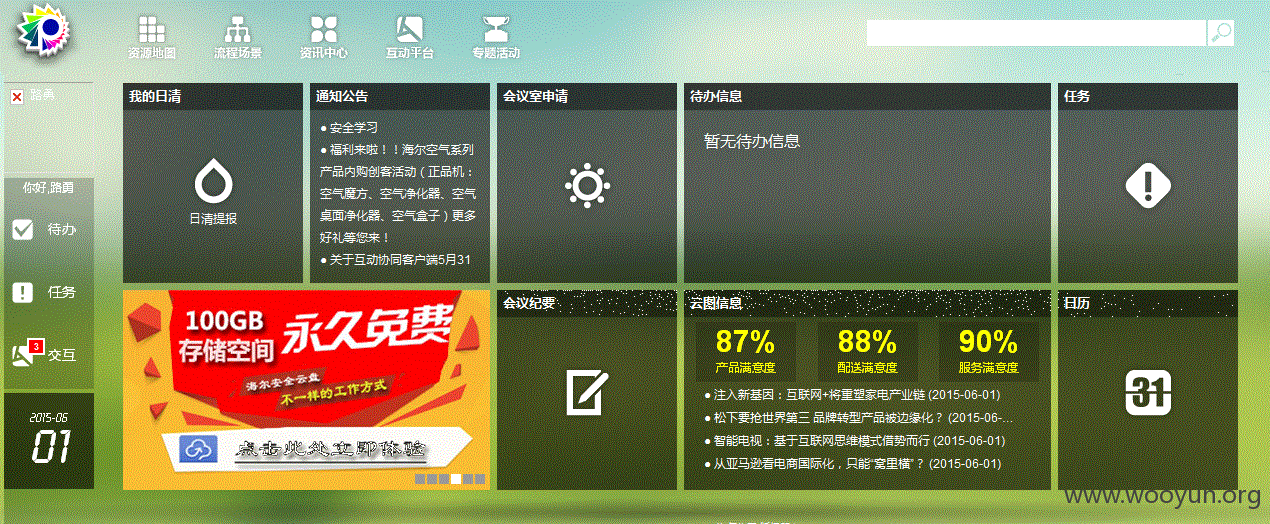 资源地图 流程场景 资讯中心 互动平台 专题活动
路勇
你好,路勇
待办
任务
3
交互
2015-06
01
我的日清
日清提报
通知公告
● 安全学习
● 福利来啦！！海尔空气系列
产品内购创客活动（正品机：
空气魔方、空气净化器、空气
桌面净化器、空气盒子）更多
好礼等您来！
● 关于互动协同客户端5月31
会议室申请
待办信息
暂无待办信息
任务
100GB
存储空间
永久免费
海尔安全云盘
不一样的工作方式
点击此处立即体验
会议纪要
云图信息
87% 88% 90%
产品满意度 配送满意度 服务满意度
● 注入新基因：互联网+将重塑家电产业链 (2015-06-01)
● 松下要抢世界第三 品牌转型产品被边缘化？ (2015-06-...
● 智能电视：基于互联网思维模式借势而行 (2015-06-01)
● 从亚马逊看电商国际化，只能“窝里横”？ (2015-06-01)
日历
31
www.wooyun.org